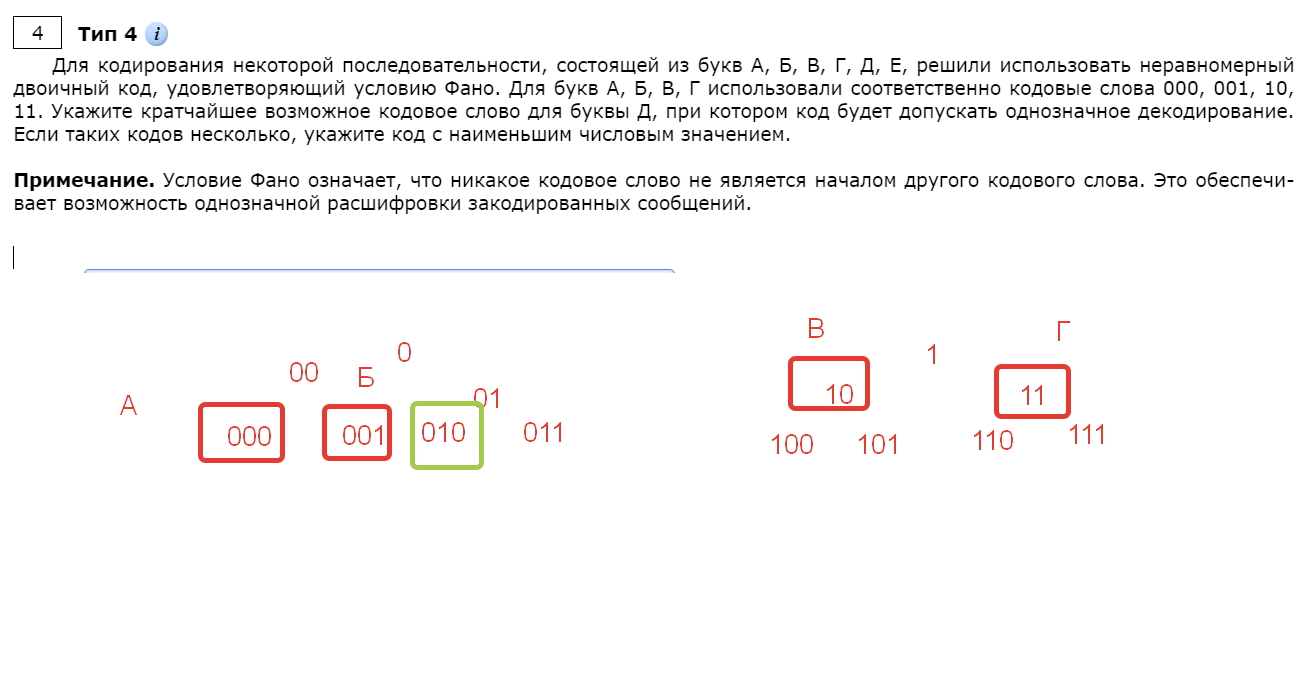 4 Тип 4 i
Для кодирования некоторой последовательности, состоящей из букв А, Б, В, Г, Д, Е, решили использовать неравномерный
двоичный код, удовлетворяющий условию Фано. Для букв А, Б, В, Г использовали соответственно кодовые слова 000, 001, 10,
11. Укажите кратчайшее возможное кодовое слово для буквы Д, при котором код будет допускать однозначное декодирование.
Если таких кодов несколько, укажите код с наименьшим числовым значением.
Примечание. Условие Фано означает, что никакое кодовое слово не является началом другого кодового слова. Это обеспечи-
вает возможность однозначной расшифровки закодированных сообщений.
В Г
0 1
00 Б
А 01 10 11
000 001 010 011 100 101 110 111